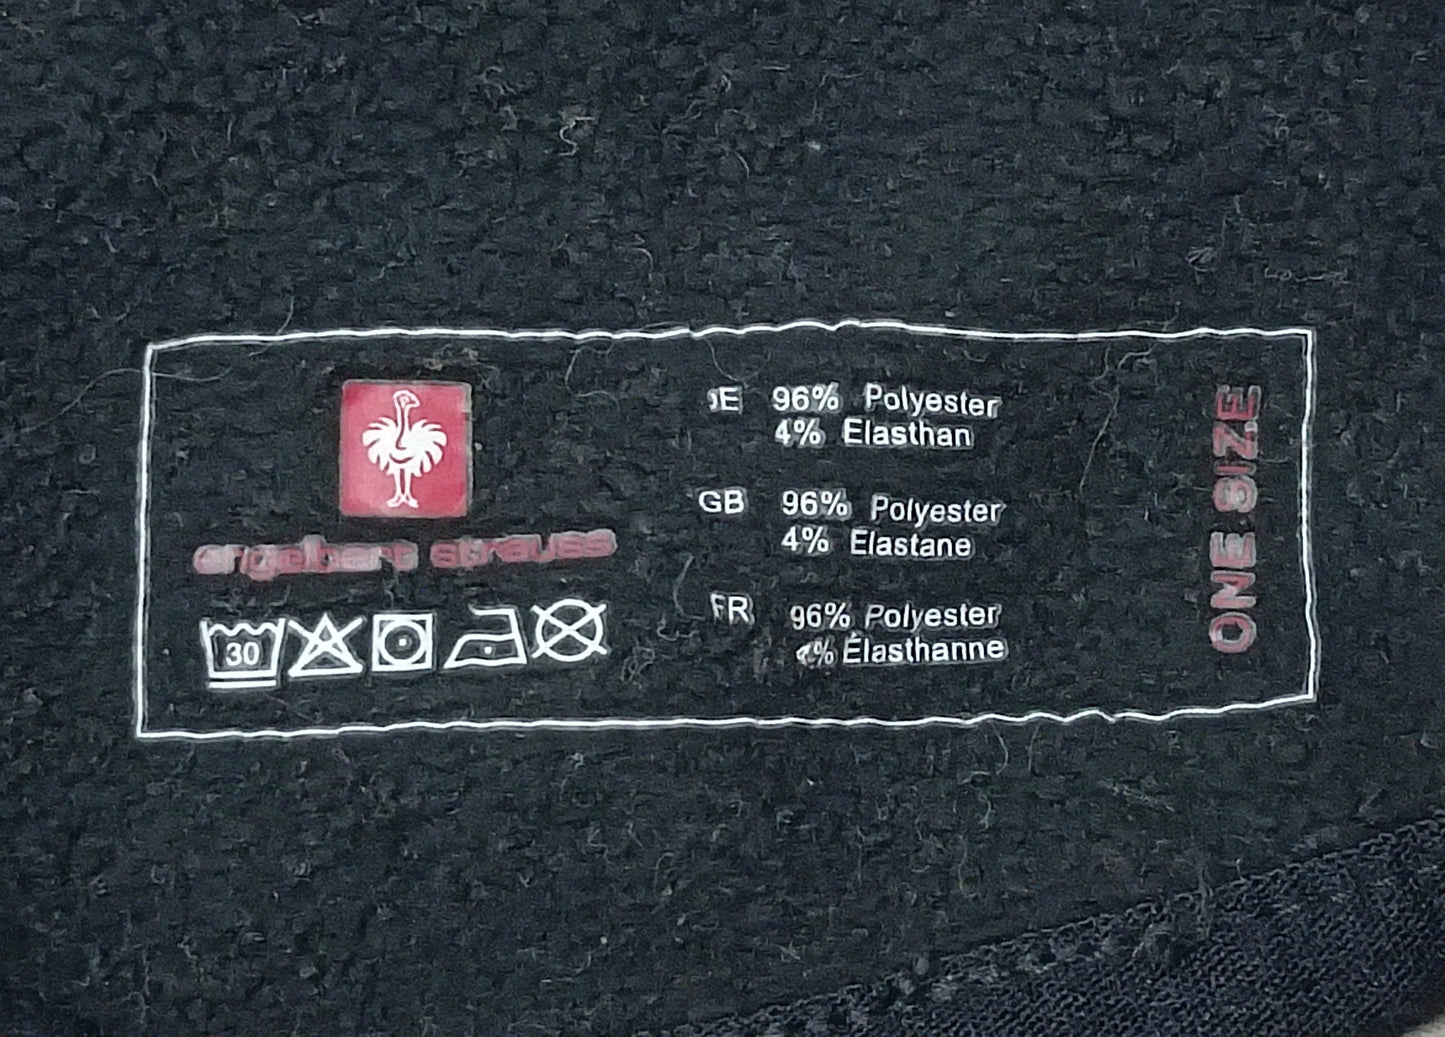 engelbert strauss
30
DE 96% Polyester
4% Elasthan
GB 96% Polyester
4% Elastane
FR 96% Polyester
4% Élasthanne
ONE SIZE